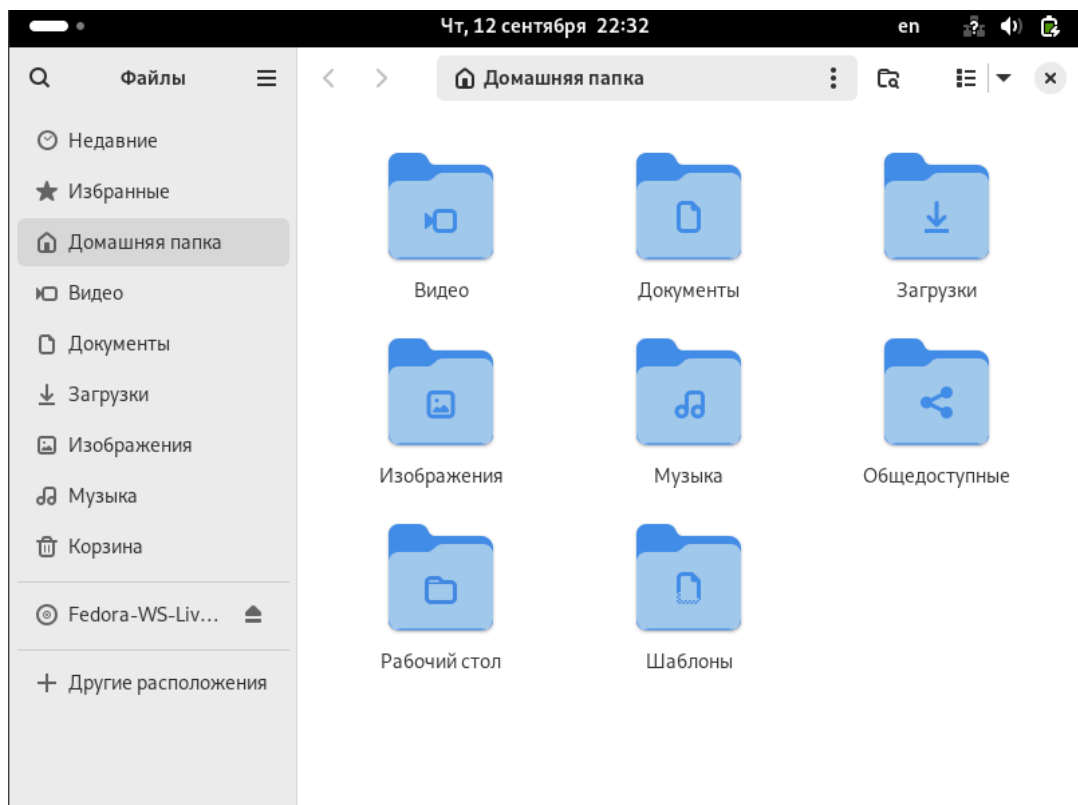 Чт, 12 сентября 22:32
en
?
Файлы
Домашняя папка
Недавние
Избранные
Домашняя папка
Видео
Документы
Загрузки
Изображения
Музыка
Корзина
Fedora-WS-Liv...
Другие расположения
Видео
Документы
Загрузки
Изображения
Музыка
Общедоступные
Рабочий стол
Шаблоны